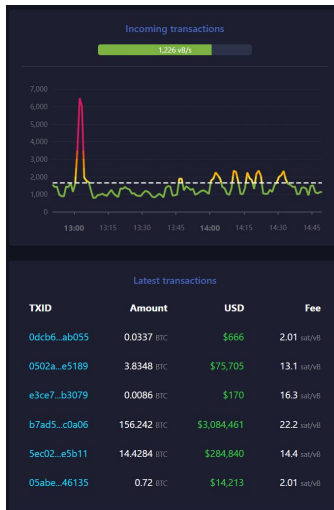 Incoming transactions
1,226 vB/s
7,000
6,000
5,000
4,000
3,000
2,000
1,000
0
13:00 13:15 13:30 13:45 14:00 14:15 14:30 14:45
Latest transactions
TXID Amount USD Fee
0dcb6...ab055 0.0337 BTC $666 2.01 sat/vB
0502a...e5189 3.8348 BTC $75,705 13.1 sat/vB
e3ce7...b3079 0.0086 BTC $170 16.3 sat/vB
b7ad5...c0a06 156.242 BTC $3,084,461 22.2 sat/vB
5ec02...e5b11 14.4284 BTC $284,840 14.4 sat/vB
05abe...46135 0.72 BTC $14,213 2.01 sat/vB